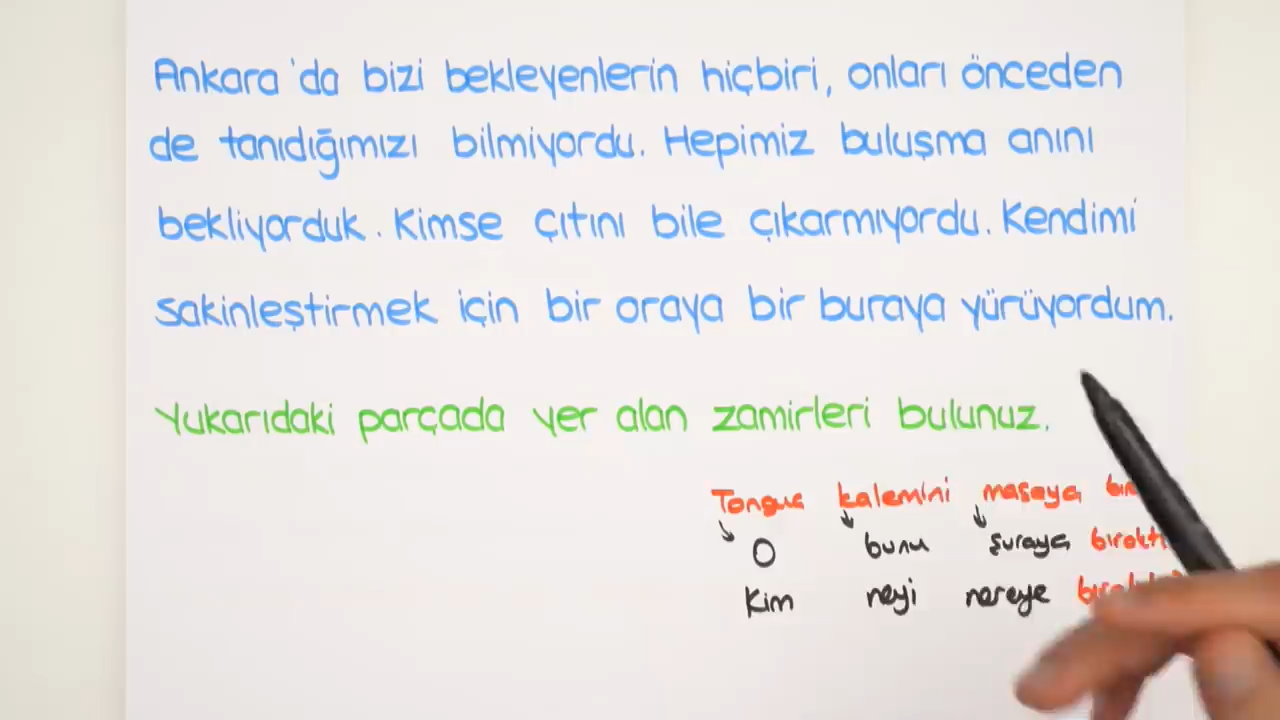 Ankara'da bizi bekleyenlerin hiçbiri, onları önceden
de tanıdığımızı bilmiyordu. Hepimiz buluşma anını
bekliyorduk. Kimse çıtını bile çıkarmıyordu. Kendimi
sakinleştirmek için bir oraya bir buraya yürüyordum.
Yukarıdaki parçada yer alan zamirleri bulunuz.
Tonguç kalemini masaya
O bunu şuraya bıraktı
Kim neyi nereye